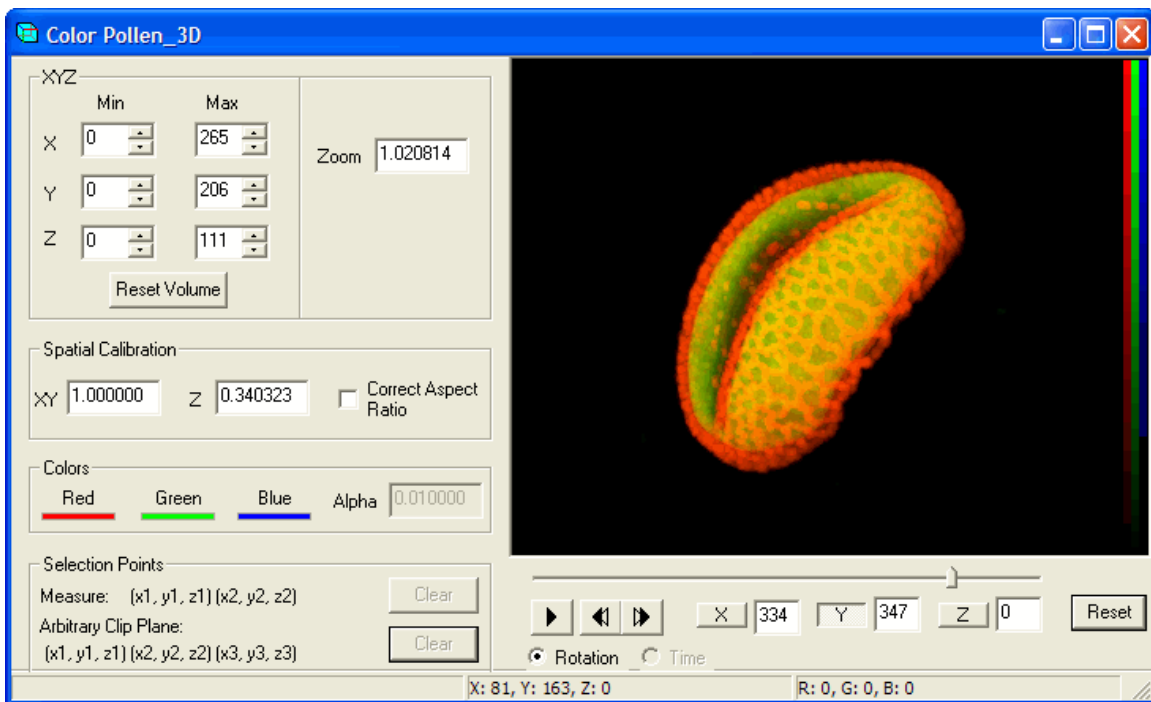 Color Pollen_3D
XYZ
Min Max
X 0 265
Zoom 1.020814
Y 0 206
Z 0 111
Reset Volume
Spatial Calibration
XY 1.000000 Z 0.340323 Correct Aspect
Ratio
Colors
Red Green Blue Alpha 0.010000
Selection Points
Measure: (x1, y1, z1) (x2, y2, z2) Clear
Arbitrary Clip Plane:
(x1, y1, z1) (x2, y2, z2) (x3, y3, z3) Clear
X 334 Y 347 Z 0 Reset
Rotation Time
X: 81, Y: 163, Z: 0 R: 0, G: 0, B: 0